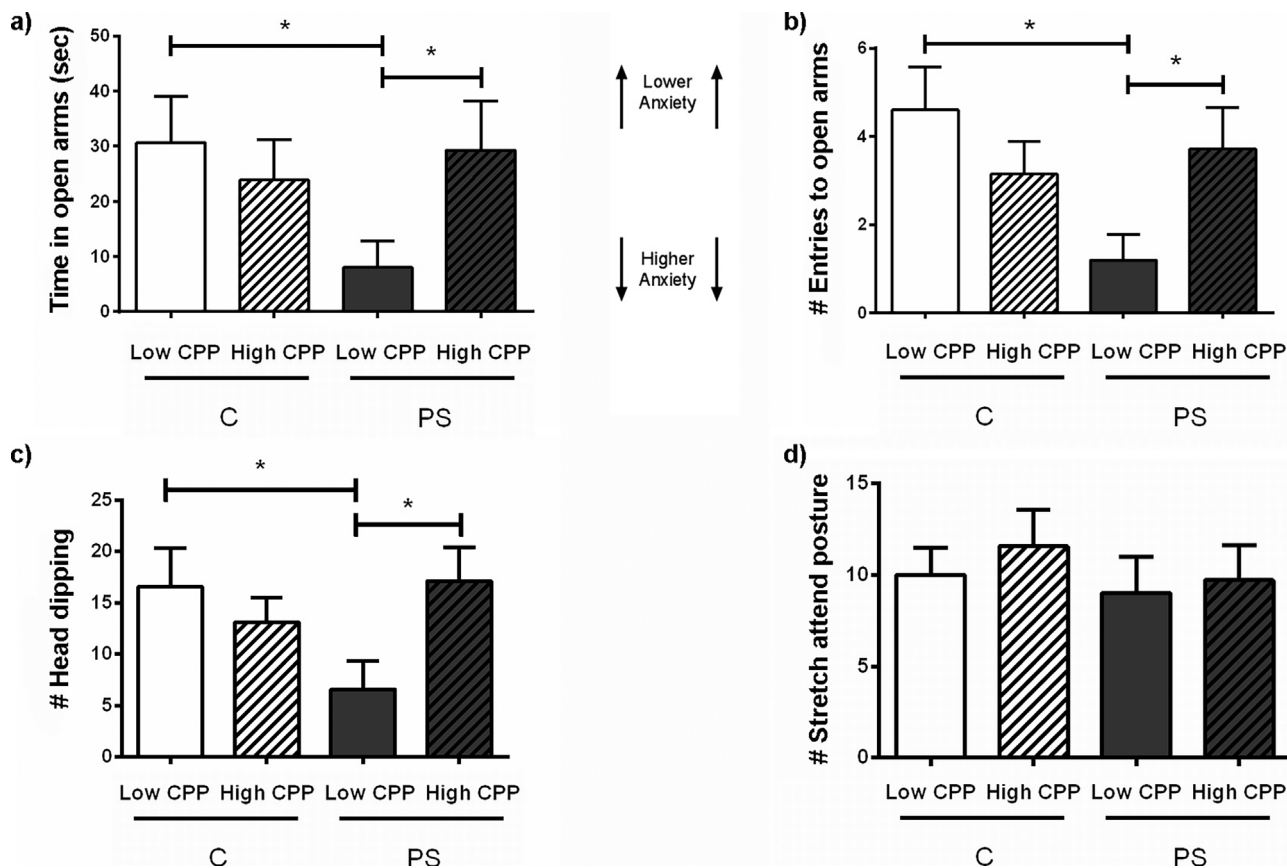 a)
Time in open arms (sec)
50
40
30
20
10
0
*
*
Low CPP High CPP Low CPP High CPP
C PS
Lower
Anxiety
Higher
Anxiety
b)
# Entries to open arms
6
4
2
0
*
*
Low CPP High CPP Low CPP High CPP
C PS
c)
# Head dipping
25
20
15
10
5
0
*
*
Low CPP High CPP Low CPP High CPP
C PS
d)
# Stretch attend posture
15
10
5
0
Low CPP High CPP Low CPP High CPP
C PS